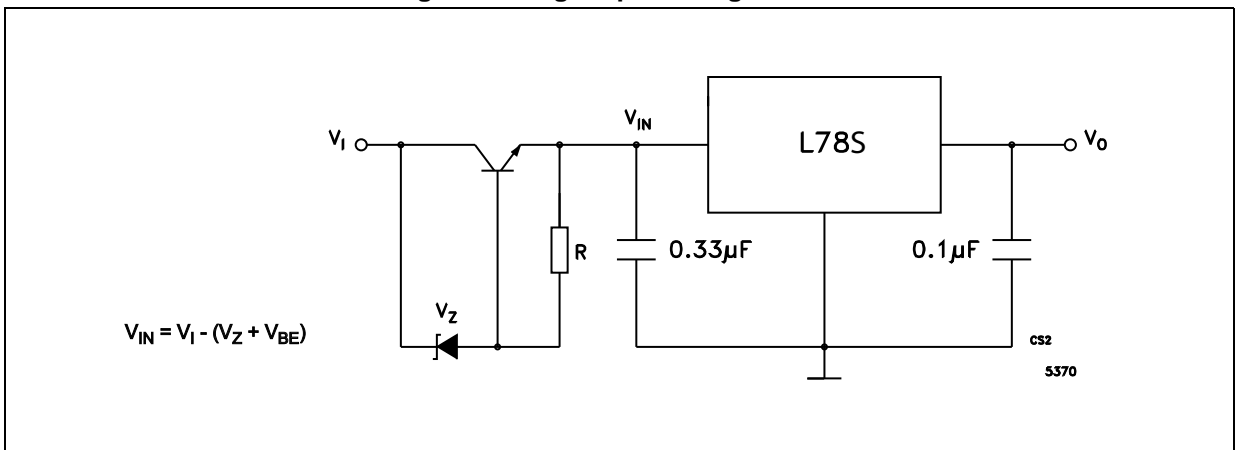 V_IN
V_I
L78S
V_O
R
0.33µF
0.1µF
V_Z
V_IN = V_I - (V_Z + V_BE)
CS2
5370